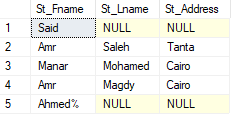 St_Fname St_Lname St_Address
1 Said NULL NULL
2 Amr Saleh Tanta
3 Manar Mohamed Cairo
4 Amr Magdy Cairo
5 Ahmed% NULL NULL